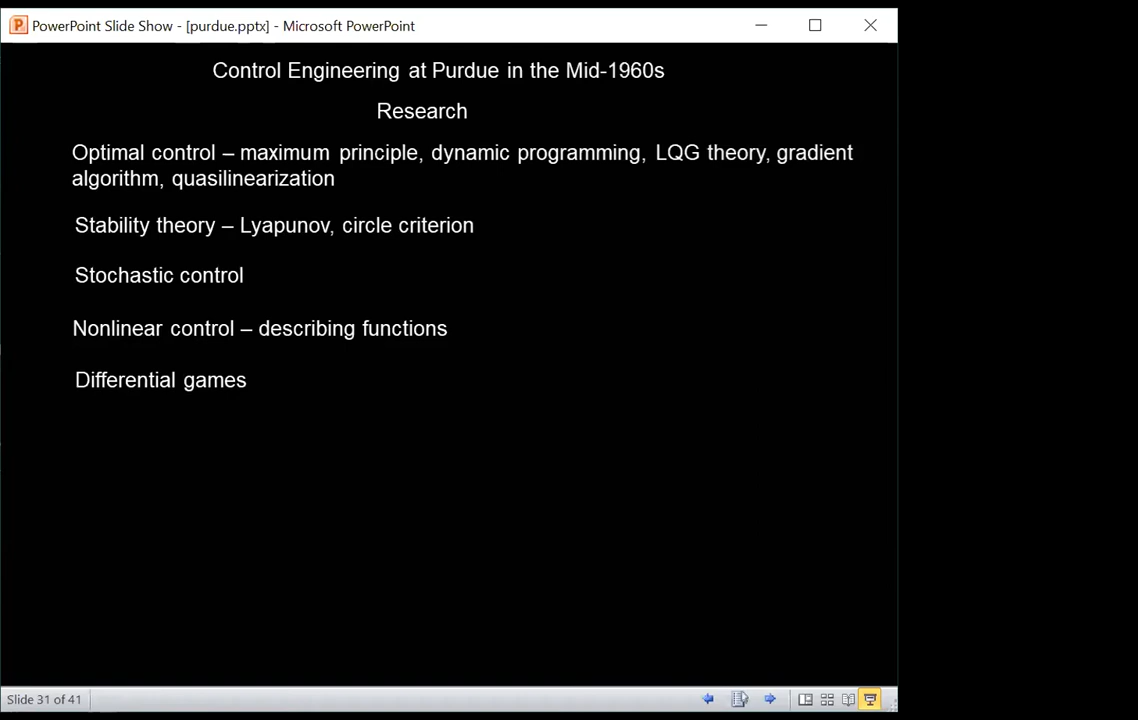 PowerPoint Slide Show - [purdue.pptx] - Microsoft PowerPoint
Control Engineering at Purdue in the Mid-1960s
Research
Optimal control – maximum principle, dynamic programming, LQG theory, gradient
algorithm, quasilinearization
Stability theory – Lyapunov, circle criterion
Stochastic control
Nonlinear control – describing functions
Differential games
Slide 31 of 41